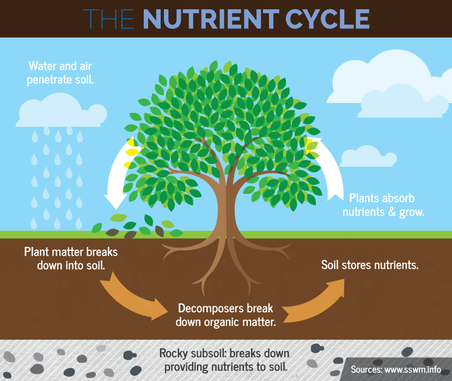 THE NUTRIENT CYCLE
Water and air
penetrate soil.
Plants absorb
nutrients & grow.
Plant matter breaks
down into soil.
Soil stores nutrients.
Decomposers break
down organic matter.
Rocky subsoil: breaks down
providing nutrients to soil.
Sources: www.sswm.info